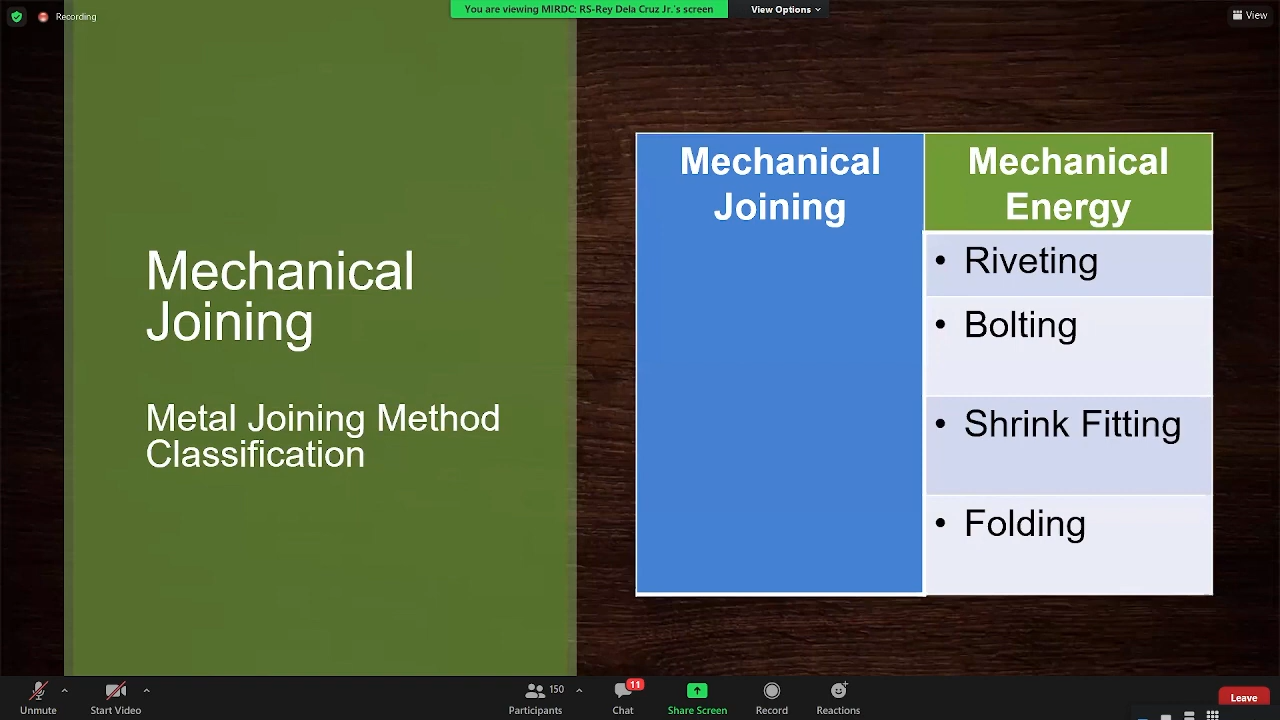 Recording
You are viewing MIRDC: RS-Rey Dela Cruz Jr.'s screen
View Options
View
Mechanical
Joining
Metal Joining Method
Classification
Mechanical
Joining
Mechanical
Energy
• Riveting
• Bolting
• Shrink Fitting
• Folding
Unmute
Start Video
150
Participants
11
Chat
Share Screen
Record
Reactions
Leave